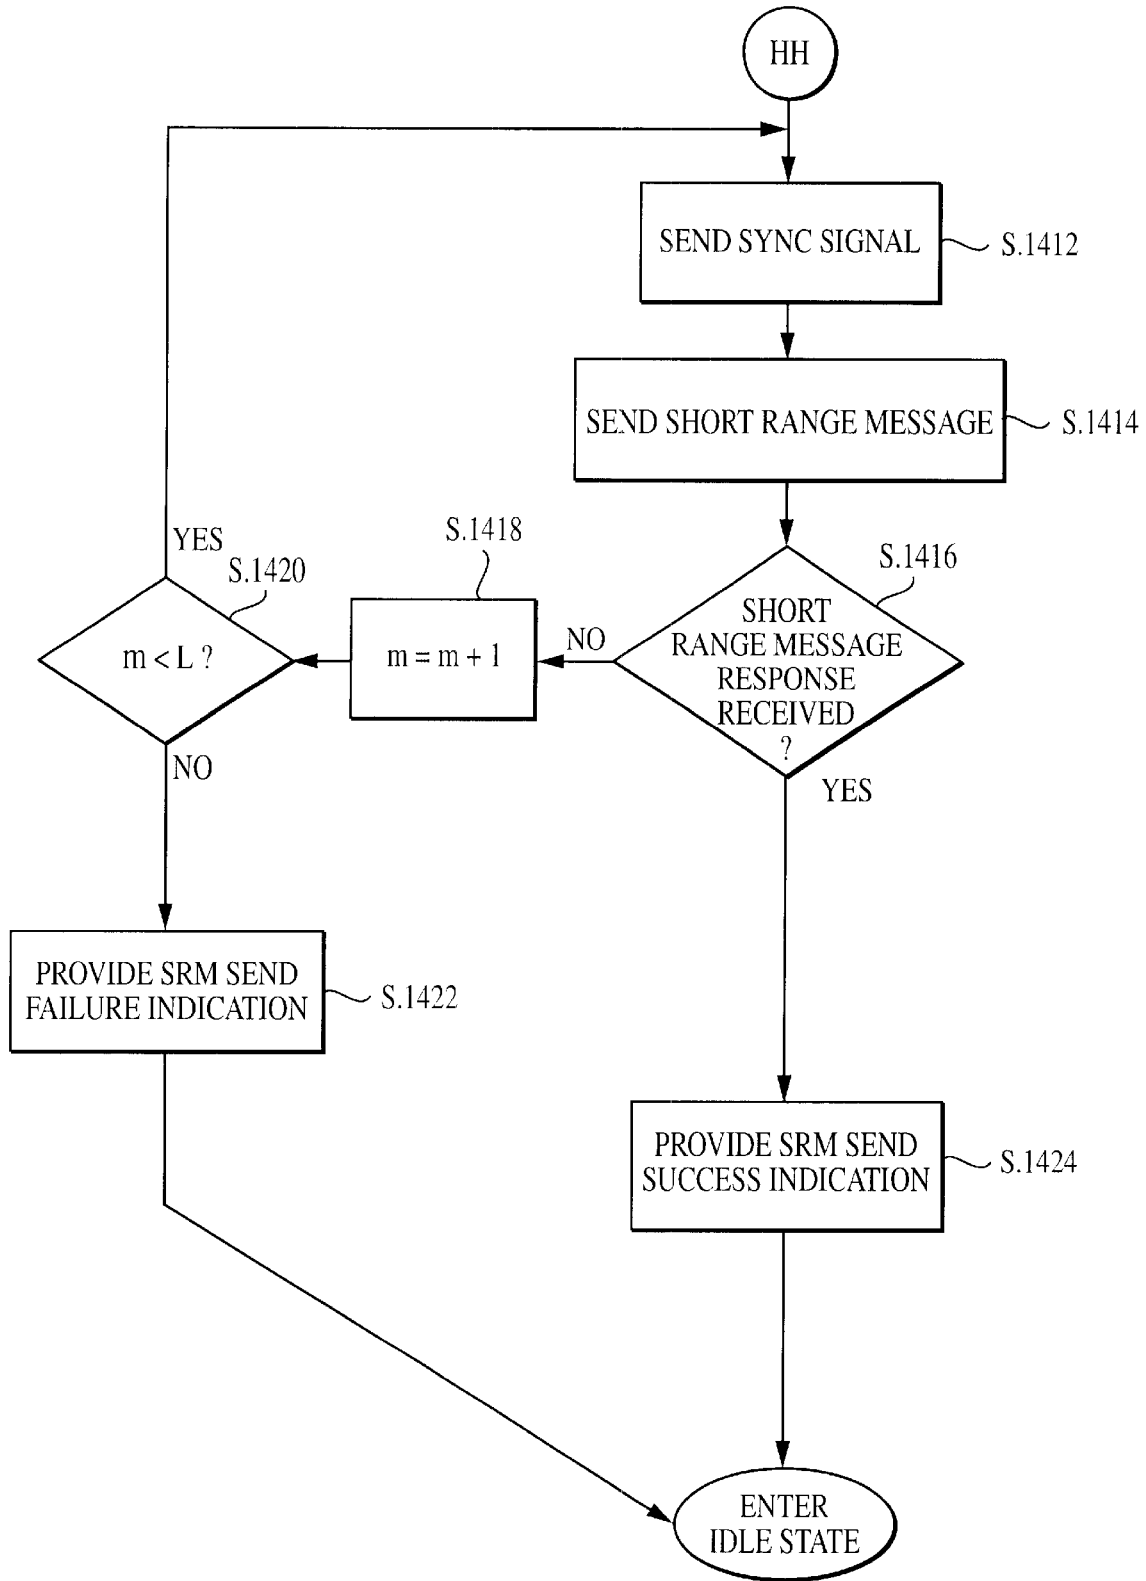 HH
SEND SYNC SIGNAL
S.1412
SEND SHORT RANGE MESSAGE
S.1414
YES
S.1420
m < L ?
S.1418
m = m + 1
NO
S.1416
SHORT
RANGE MESSAGE
RESPONSE
RECEIVED
?
NO
YES
PROVIDE SRM SEND
FAILURE INDICATION
S.1422
PROVIDE SRM SEND
SUCCESS INDICATION
S.1424
ENTER
IDLE STATE